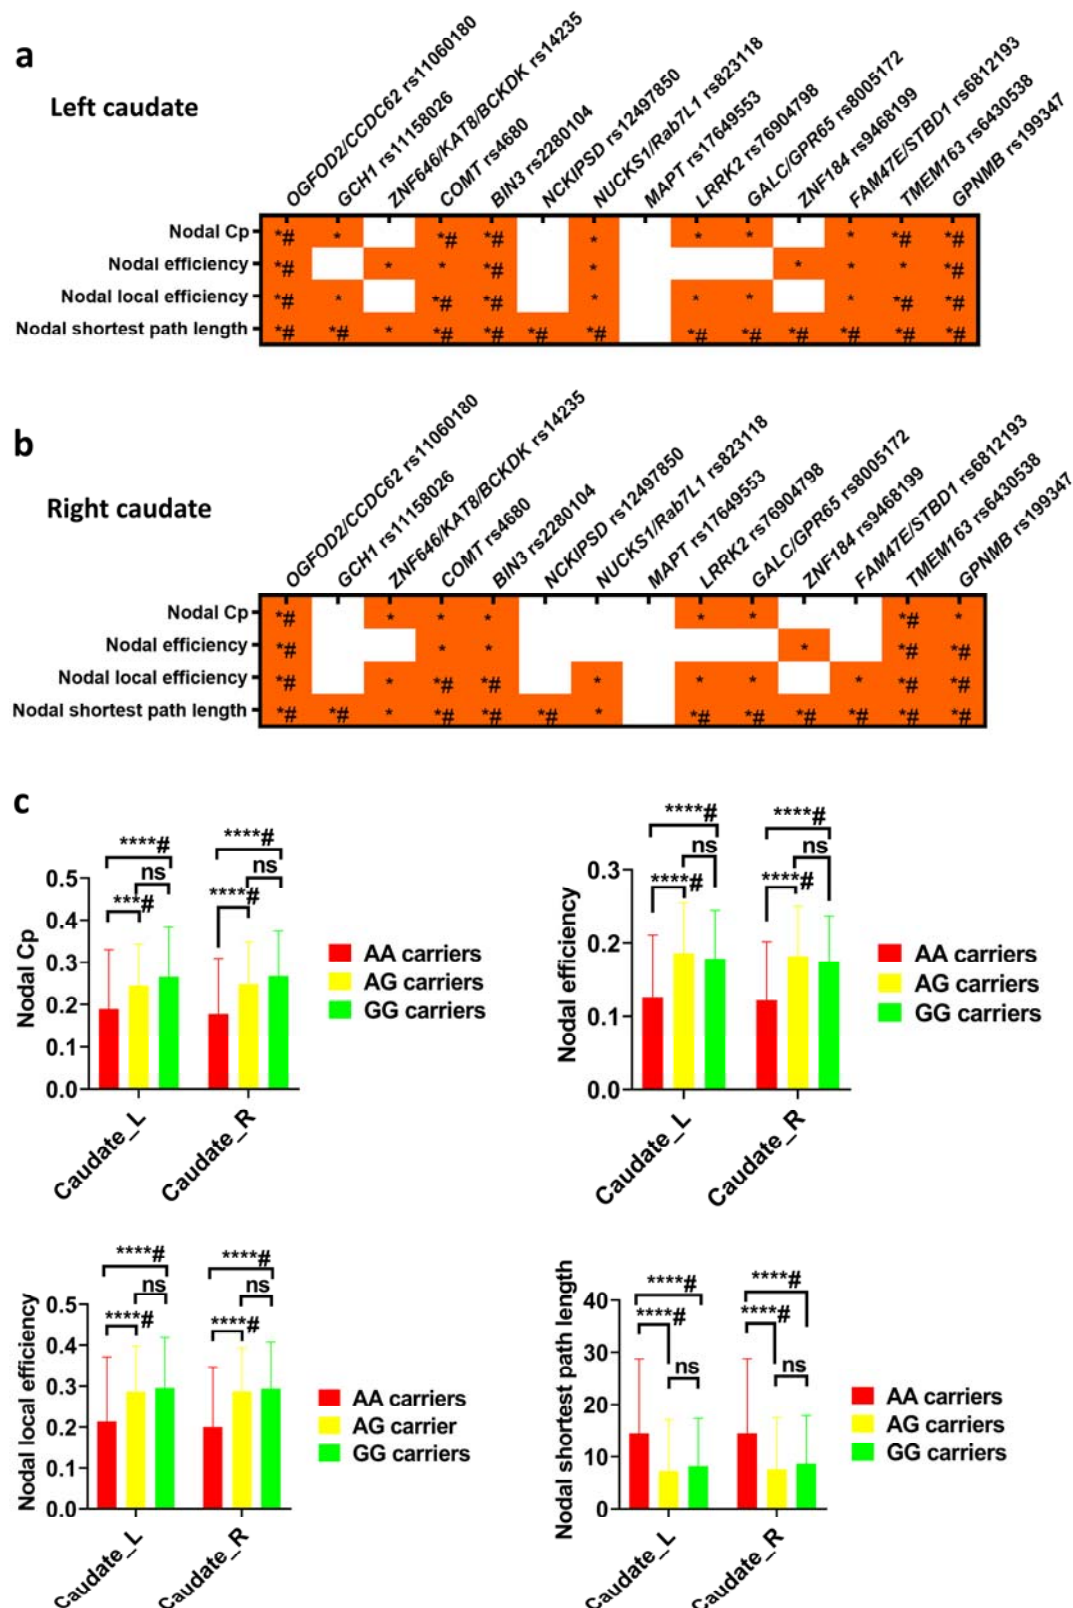 a
Left caudate
OGFOD2/CCDC62 rs11060180
GCH1 rs11158026
ZNF646/KAT8/BCKDK rs14235
COMT rs4680
BIN3 rs2280104
NCKIPSD rs12497850
NUCKS1/Rab7L1 rs823118
MAPT rs17649553
LRRK2 rs76904798
GALC/GPR65 rs8005172
ZNF184 rs9468199
FAM47E/STBD1 rs6812193
TMEM163 rs6430538
GPNMB rs199347
Nodal Cp *# * *# *# * * * * *# *#
Nodal efficiency *# * * *# * * * * *#
Nodal local efficiency *# * *# *# * * * * *# *#
Nodal shortest path length *# *# * *# *# *# *# *# *# *# *# *# *#
b
Right caudate
OGFOD2/CCDC62 rs11060180
GCH1 rs11158026
ZNF646/KAT8/BCKDK rs14235
COMT rs4680
BIN3 rs2280104
NCKIPSD rs12497850
NUCKS1/Rab7L1 rs823118
MAPT rs17649553
LRRK2 rs76904798
GALC/GPR65 rs8005172
ZNF184 rs9468199
FAM47E/STBD1 rs6812193
TMEM163 rs6430538
GPNMB rs199347
Nodal Cp *# * * * * * *# *
Nodal efficiency *# * * * *# *#
Nodal local efficiency *# * *# *# * * * * *# *#
Nodal shortest path length *# *# * *# *# *# * *# *# *# *# *# *#
c
****#
ns
***#
****#
ns
****#
Nodal Cp
0.5
0.4
0.3
0.2
0.1
0.0
Caudate_L
Caudate_R
AA carriers
AG carriers
GG carriers
****#
ns
****#
****#
ns
****#
Nodal efficiency
0.3
0.2
0.1
0.0
Caudate_L
Caudate_R
AA carriers
AG carriers
GG carriers
****#
ns
****#
****#
ns
****#
Nodal local efficiency
0.5
0.4
0.3
0.2
0.1
0.0
Caudate_L
Caudate_R
AA carriers
AG carrier
GG carriers
****#
****#
ns
****#
****#
ns
Nodal shortest path length
40
30
20
10
0
Caudate_L
Caudate_R
AA carriers
AG carriers
GG carriers